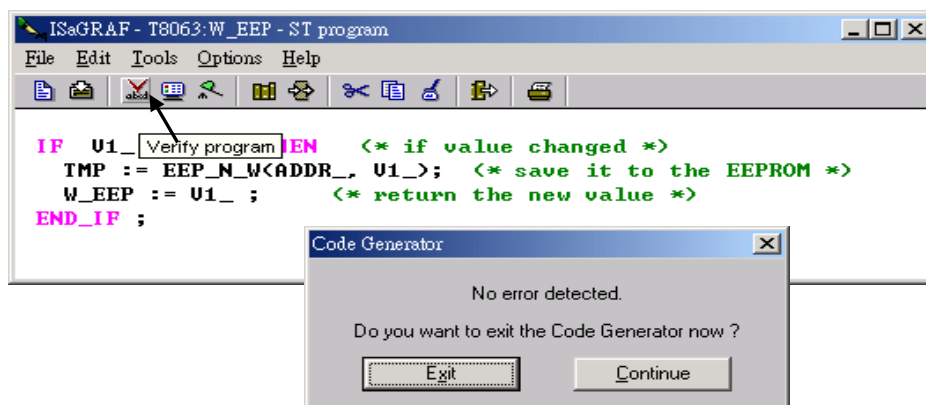 ISaGRAF - T8063:W_EEP - ST program
File Edit Tools Options Help
IF V1_ Verify program (* if value changed *)
TMP := EEP_N_W(ADDR_, V1_); (* save it to the EEPROM *)
W_EEP := V1_ ; (* return the new value *)
END_IF ;
Code Generator
No error detected.
Do you want to exit the Code Generator now ?
Exit Continue